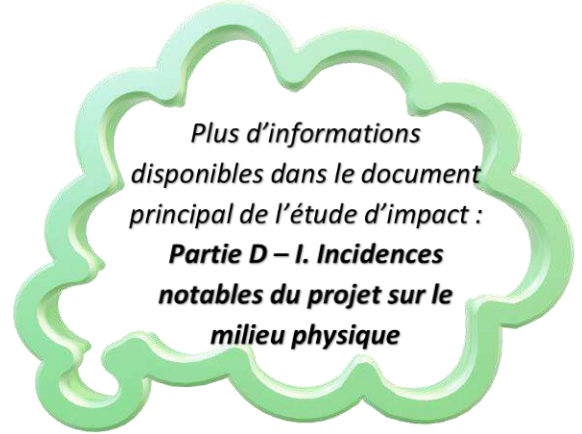 Plus d’informations
disponibles dans le document
principal de l’étude d’impact :
Partie D – I. Incidences
notables du projet sur le
milieu physique